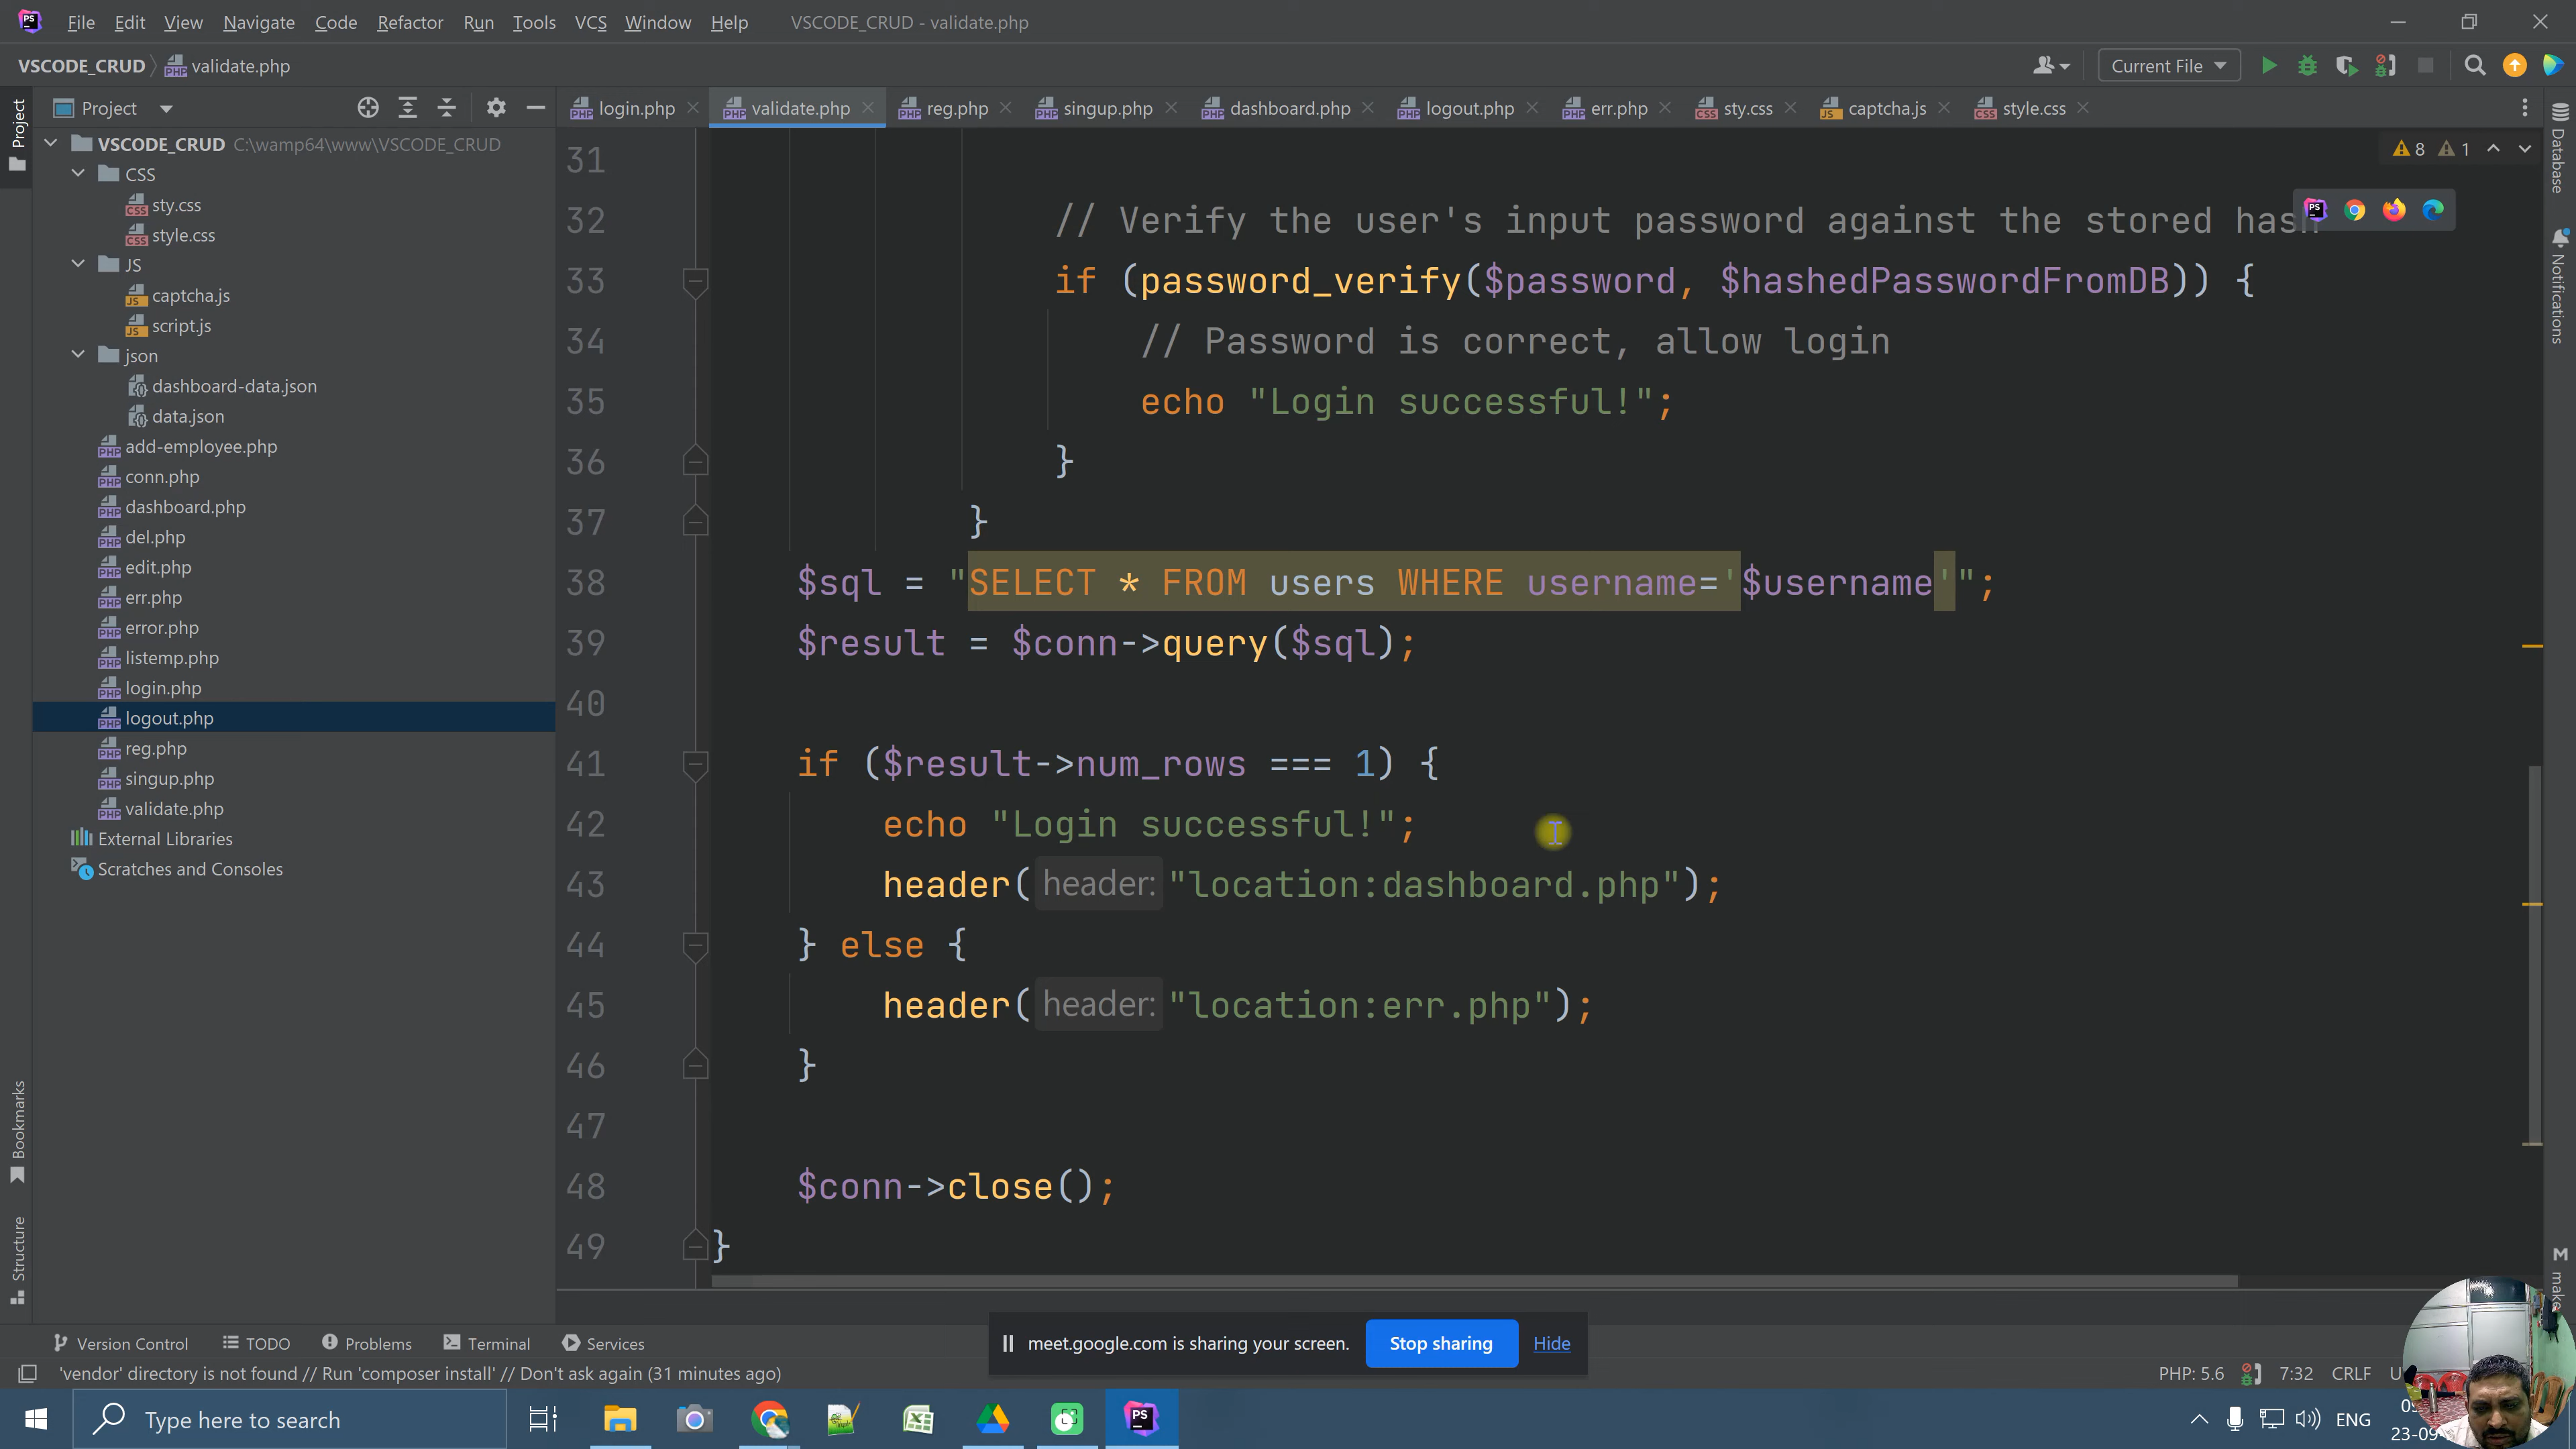 File Edit View Navigate Code Refactor Run Tools VCS Window Help VSCODE_CRUD - validate.php
VSCODE_CRUD validate.php Current File
Project login.php validate.php reg.php singup.php dashboard.php logout.php err.php sty.css captcha.js style.css
Project
Database
Notifications
make
Bookmarks
Structure
VSCODE_CRUD C:\wamp64\www\VSCODE_CRUD
CSS
sty.css
style.css
JS
captcha.js
script.js
json
dashboard-data.json
data.json
add-employee.php
conn.php
dashboard.php
del.php
edit.php
err.php
error.php
listemp.php
login.php
logout.php
reg.php
singup.php
validate.php
External Libraries
Scratches and Consoles
8 1
31
32 // Verify the user's input password against the stored hash
33 if (password_verify($password, $hashedPasswordFromDB)) {
34 // Password is correct, allow login
35 echo "Login successful!";
36 }
37 }
38 $sql = "SELECT * FROM users WHERE username='$username'";
39 $result = $conn->query($sql);
40
41 if ($result->num_rows === 1) {
42 echo "Login successful!";
43 header( header: "location:dashboard.php");
44 } else {
45 header( header: "location:err.php");
46 }
47
48 $conn->close();
49 }
Version Control TODO Problems Terminal Services
meet.google.com is sharing your screen. Stop sharing Hide
'vendor' directory is not found // Run 'composer install' // Don't ask again (31 minutes ago)
PHP: 5.6 7:32 CRLF
Type here to search
ENG